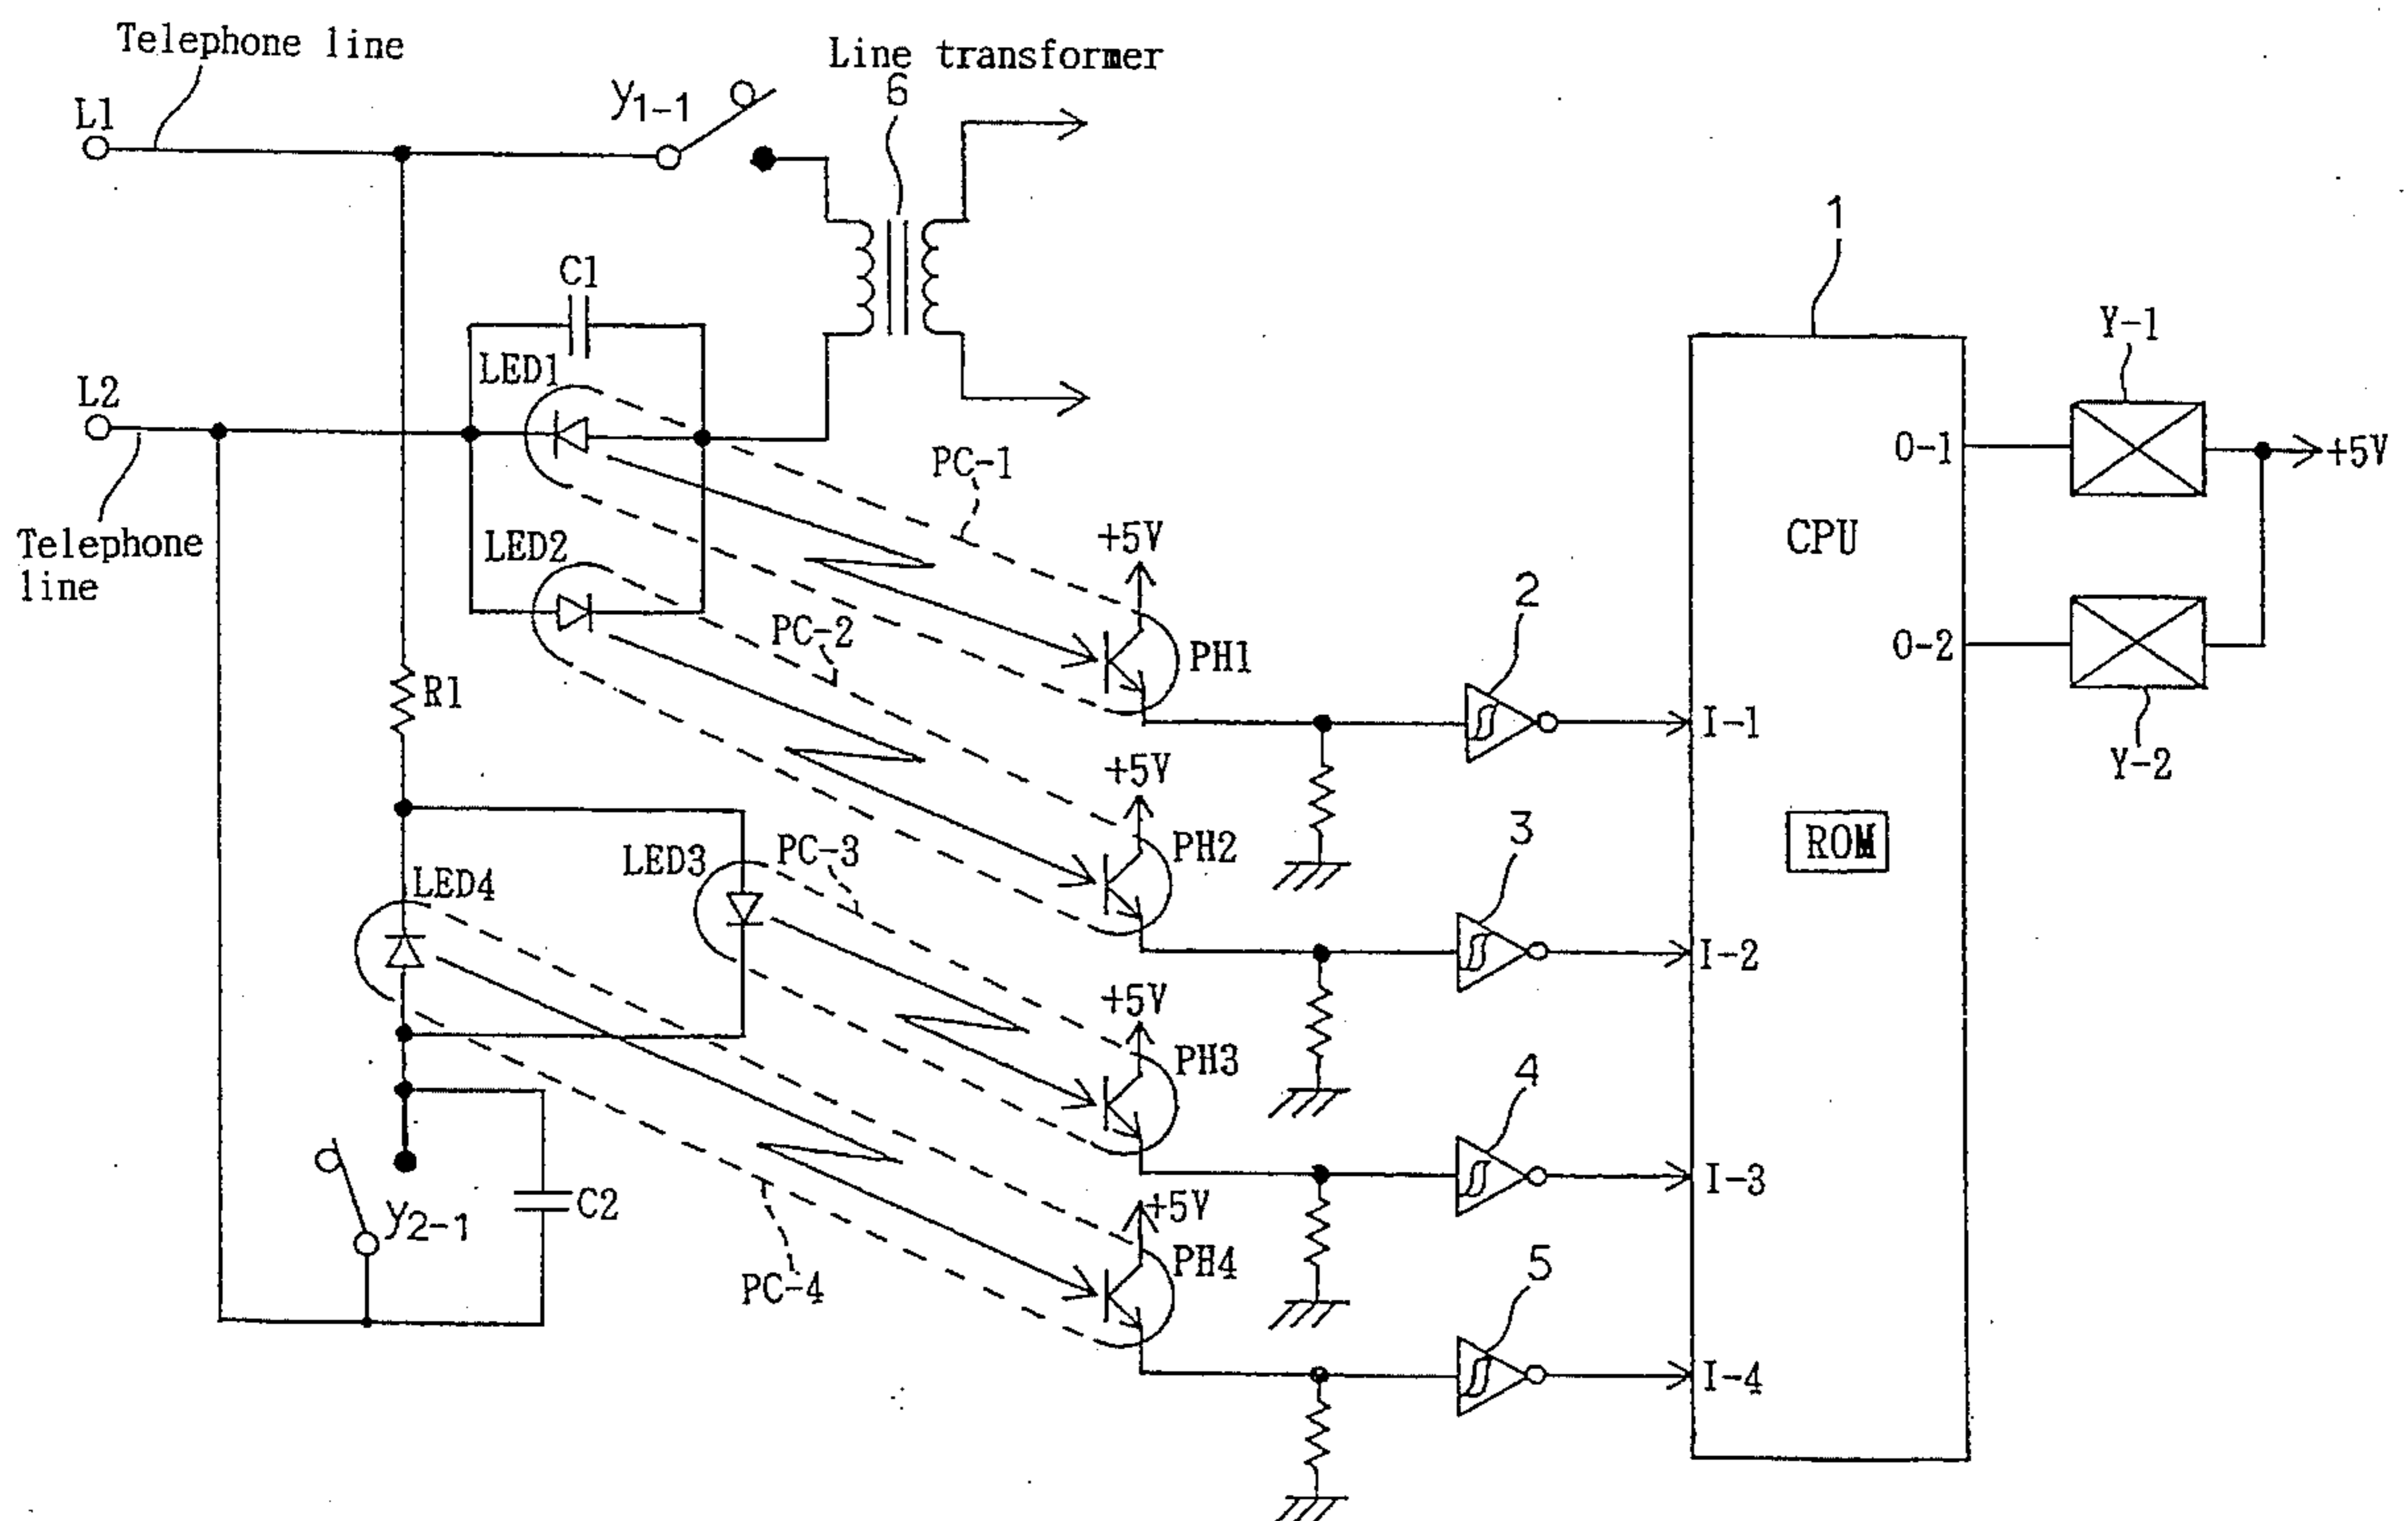 Telephone line
Line transformer
6
y1-1
L1
1
C1
Y-1
LED1
L2
O-1
+5V
PC-1
CPU
Telephone
line
LED2
+5V
2
PC-2
O-2
PH1
R1
I-1
Y-2
+5V
3
ROM
PH2
PC-3
LED3
LED4
I-2
+5V
PH3
4
I-3
C2
y2-1
+5V
PH4
5
PC-4
I-4